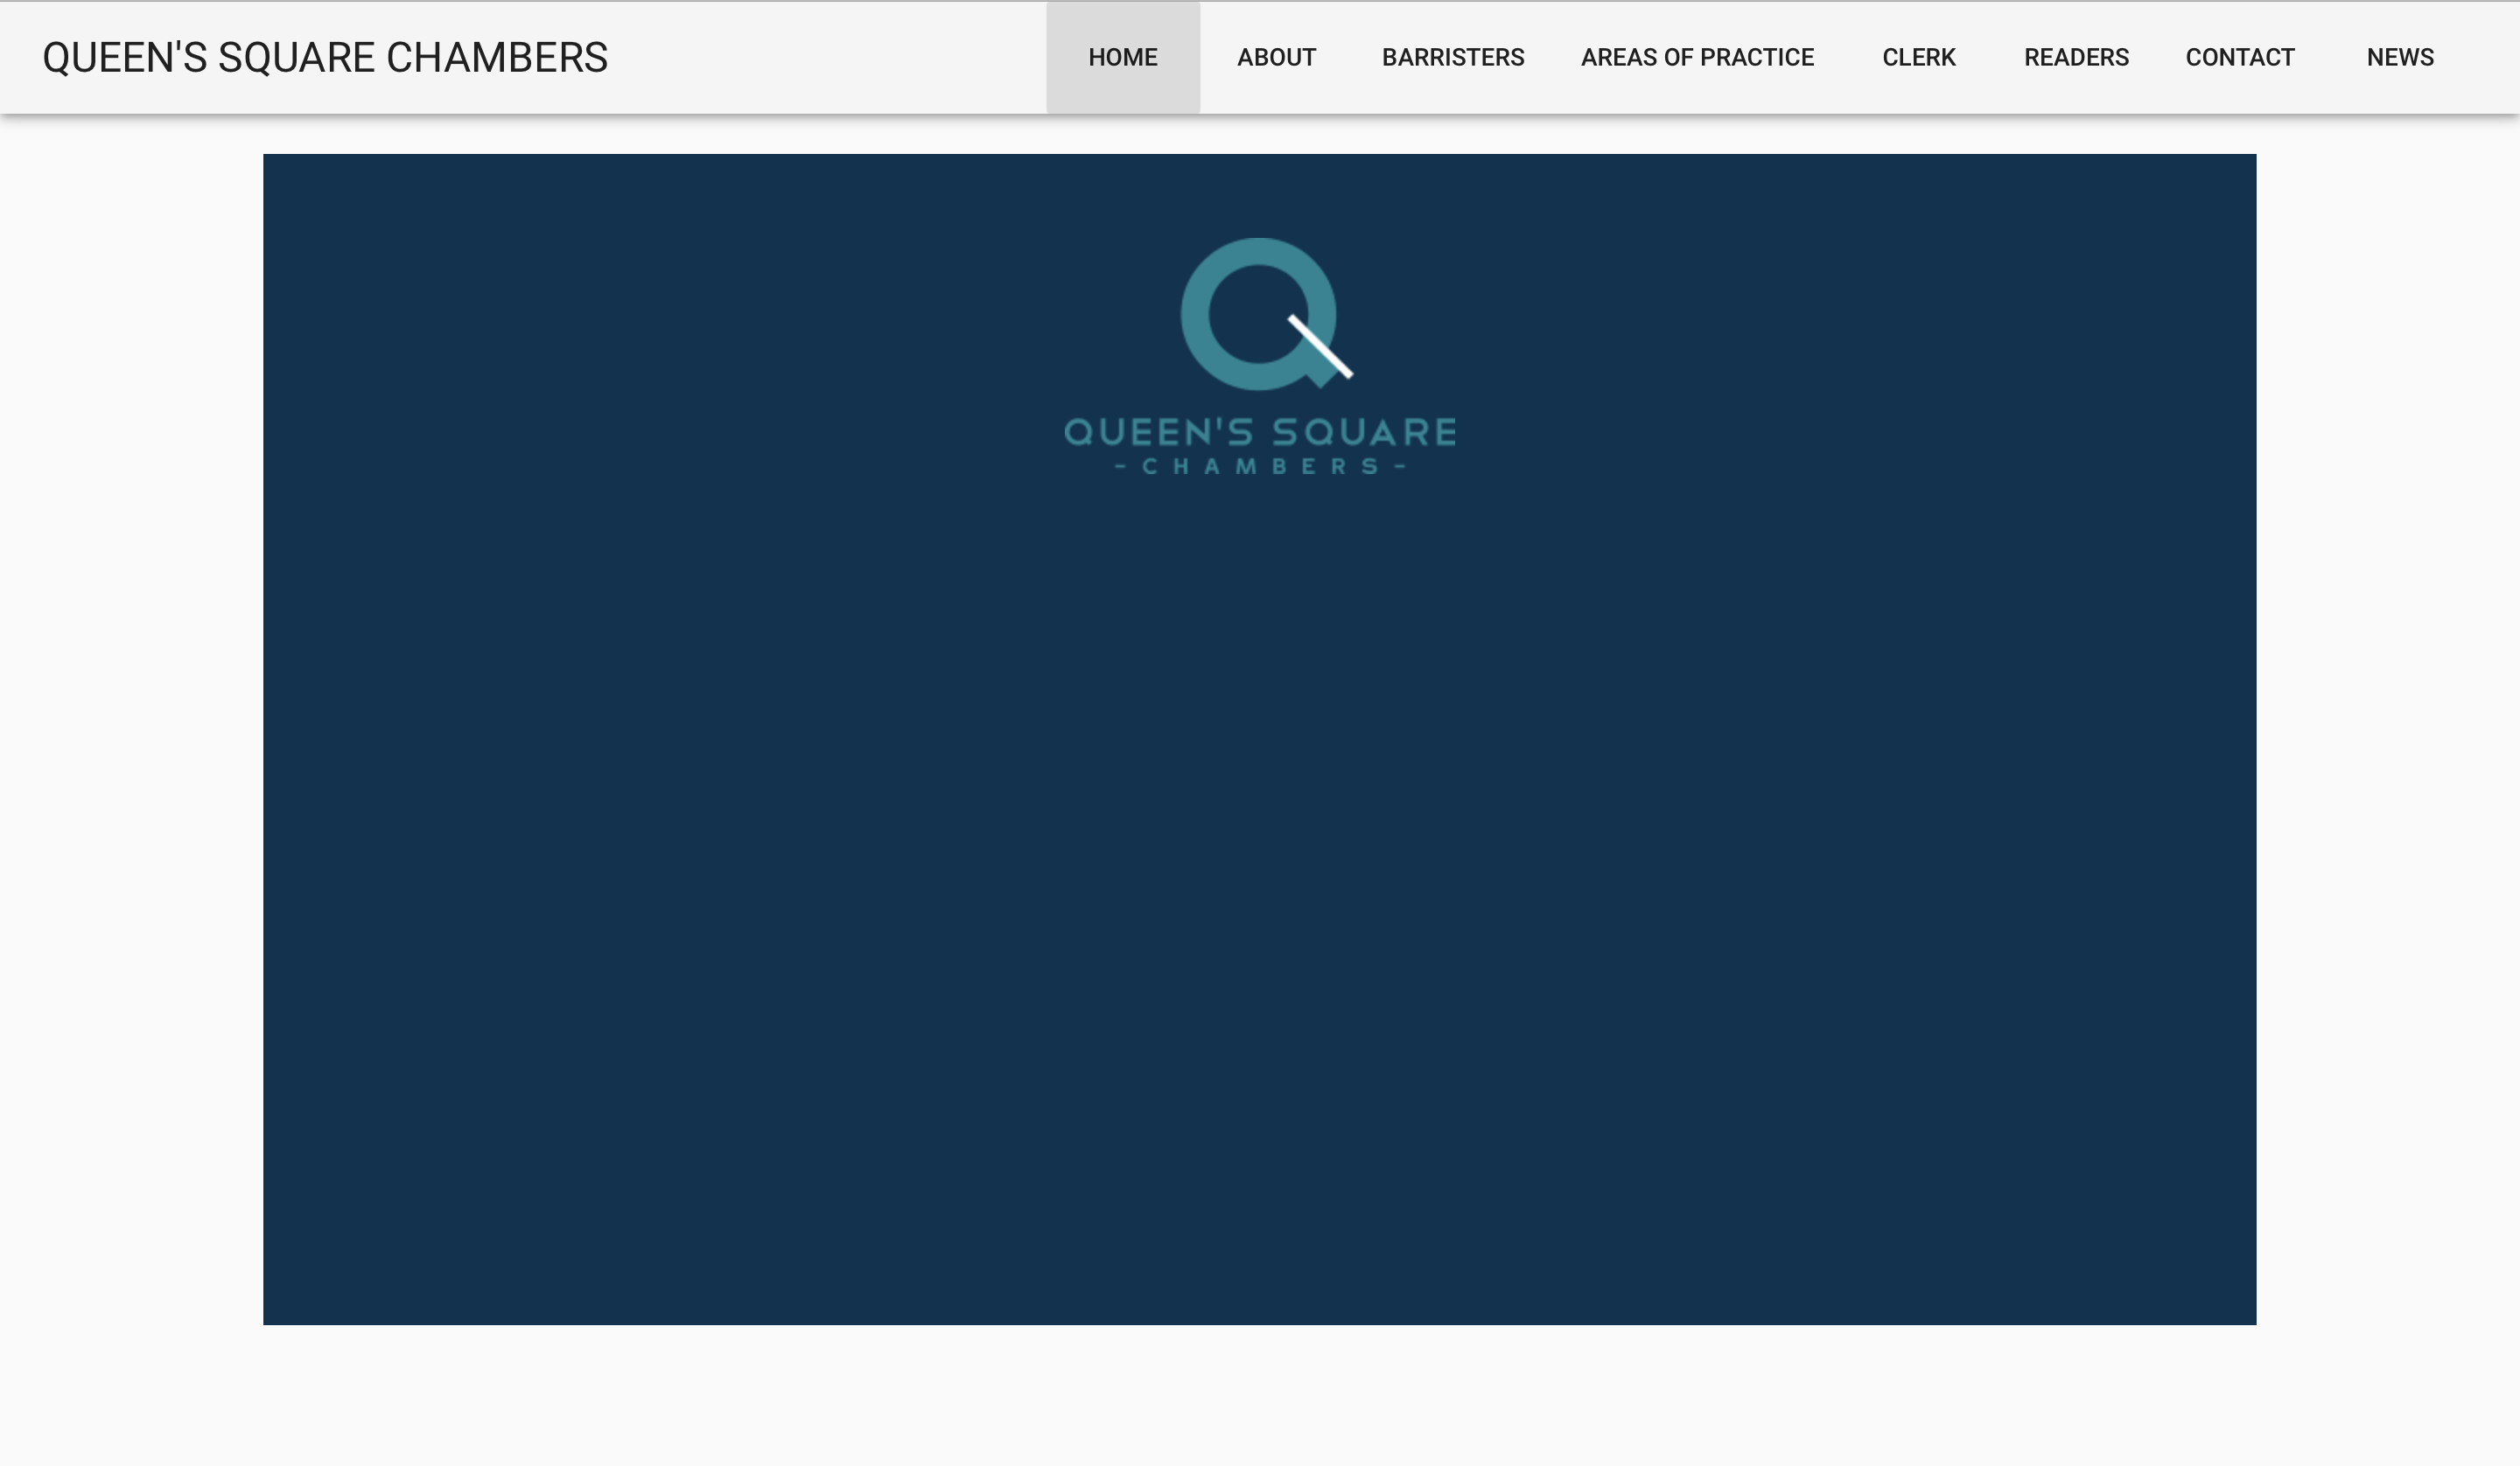 QUEEN'S SQUARE CHAMBERS
HOME ABOUT BARRISTERS AREAS OF PRACTICE CLERK READERS CONTACT NEWS
QUEEN'S SQUARE
- CHAMBERS -